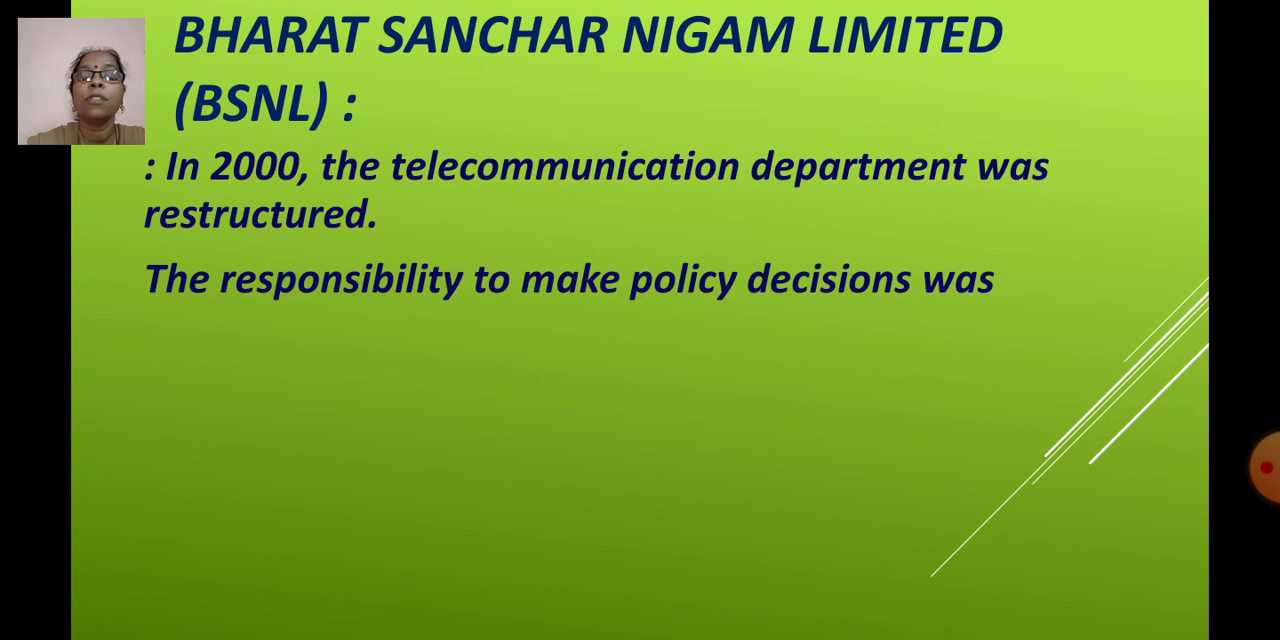 BHARAT SANCHAR NIGAM LIMITED
(BSNL) :
: In 2000, the telecommunication department was
restructured.
The responsibility to make policy decisions was